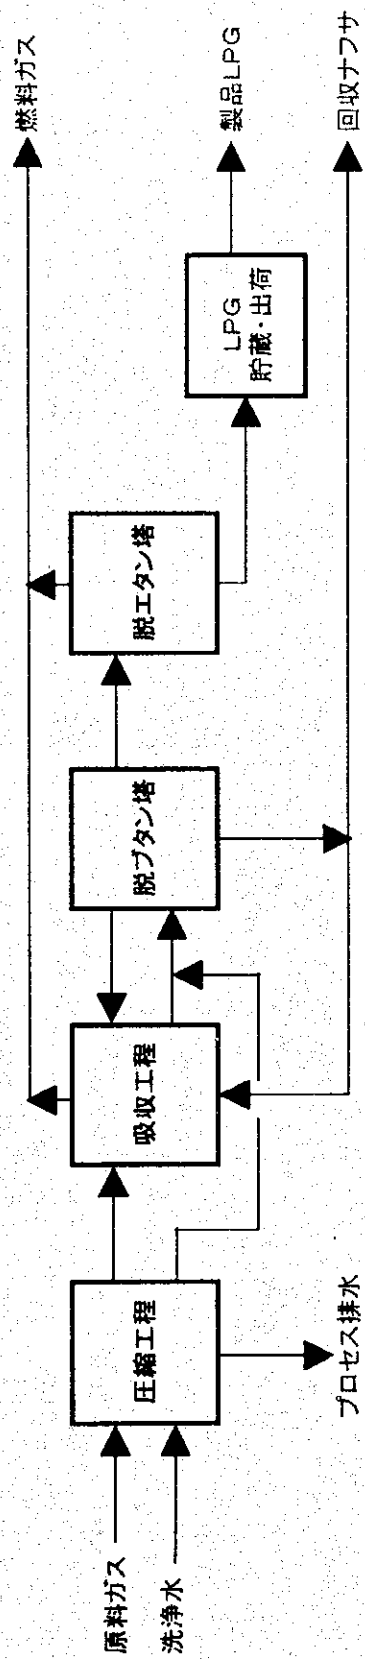 原料ガス
洗浄水
圧縮工程
プロセス排水
吸収工程
脱ブタン塔
脱エタン塔
LPG
貯蔵・出荷
燃料ガス
製品LPG
回収ナフサ